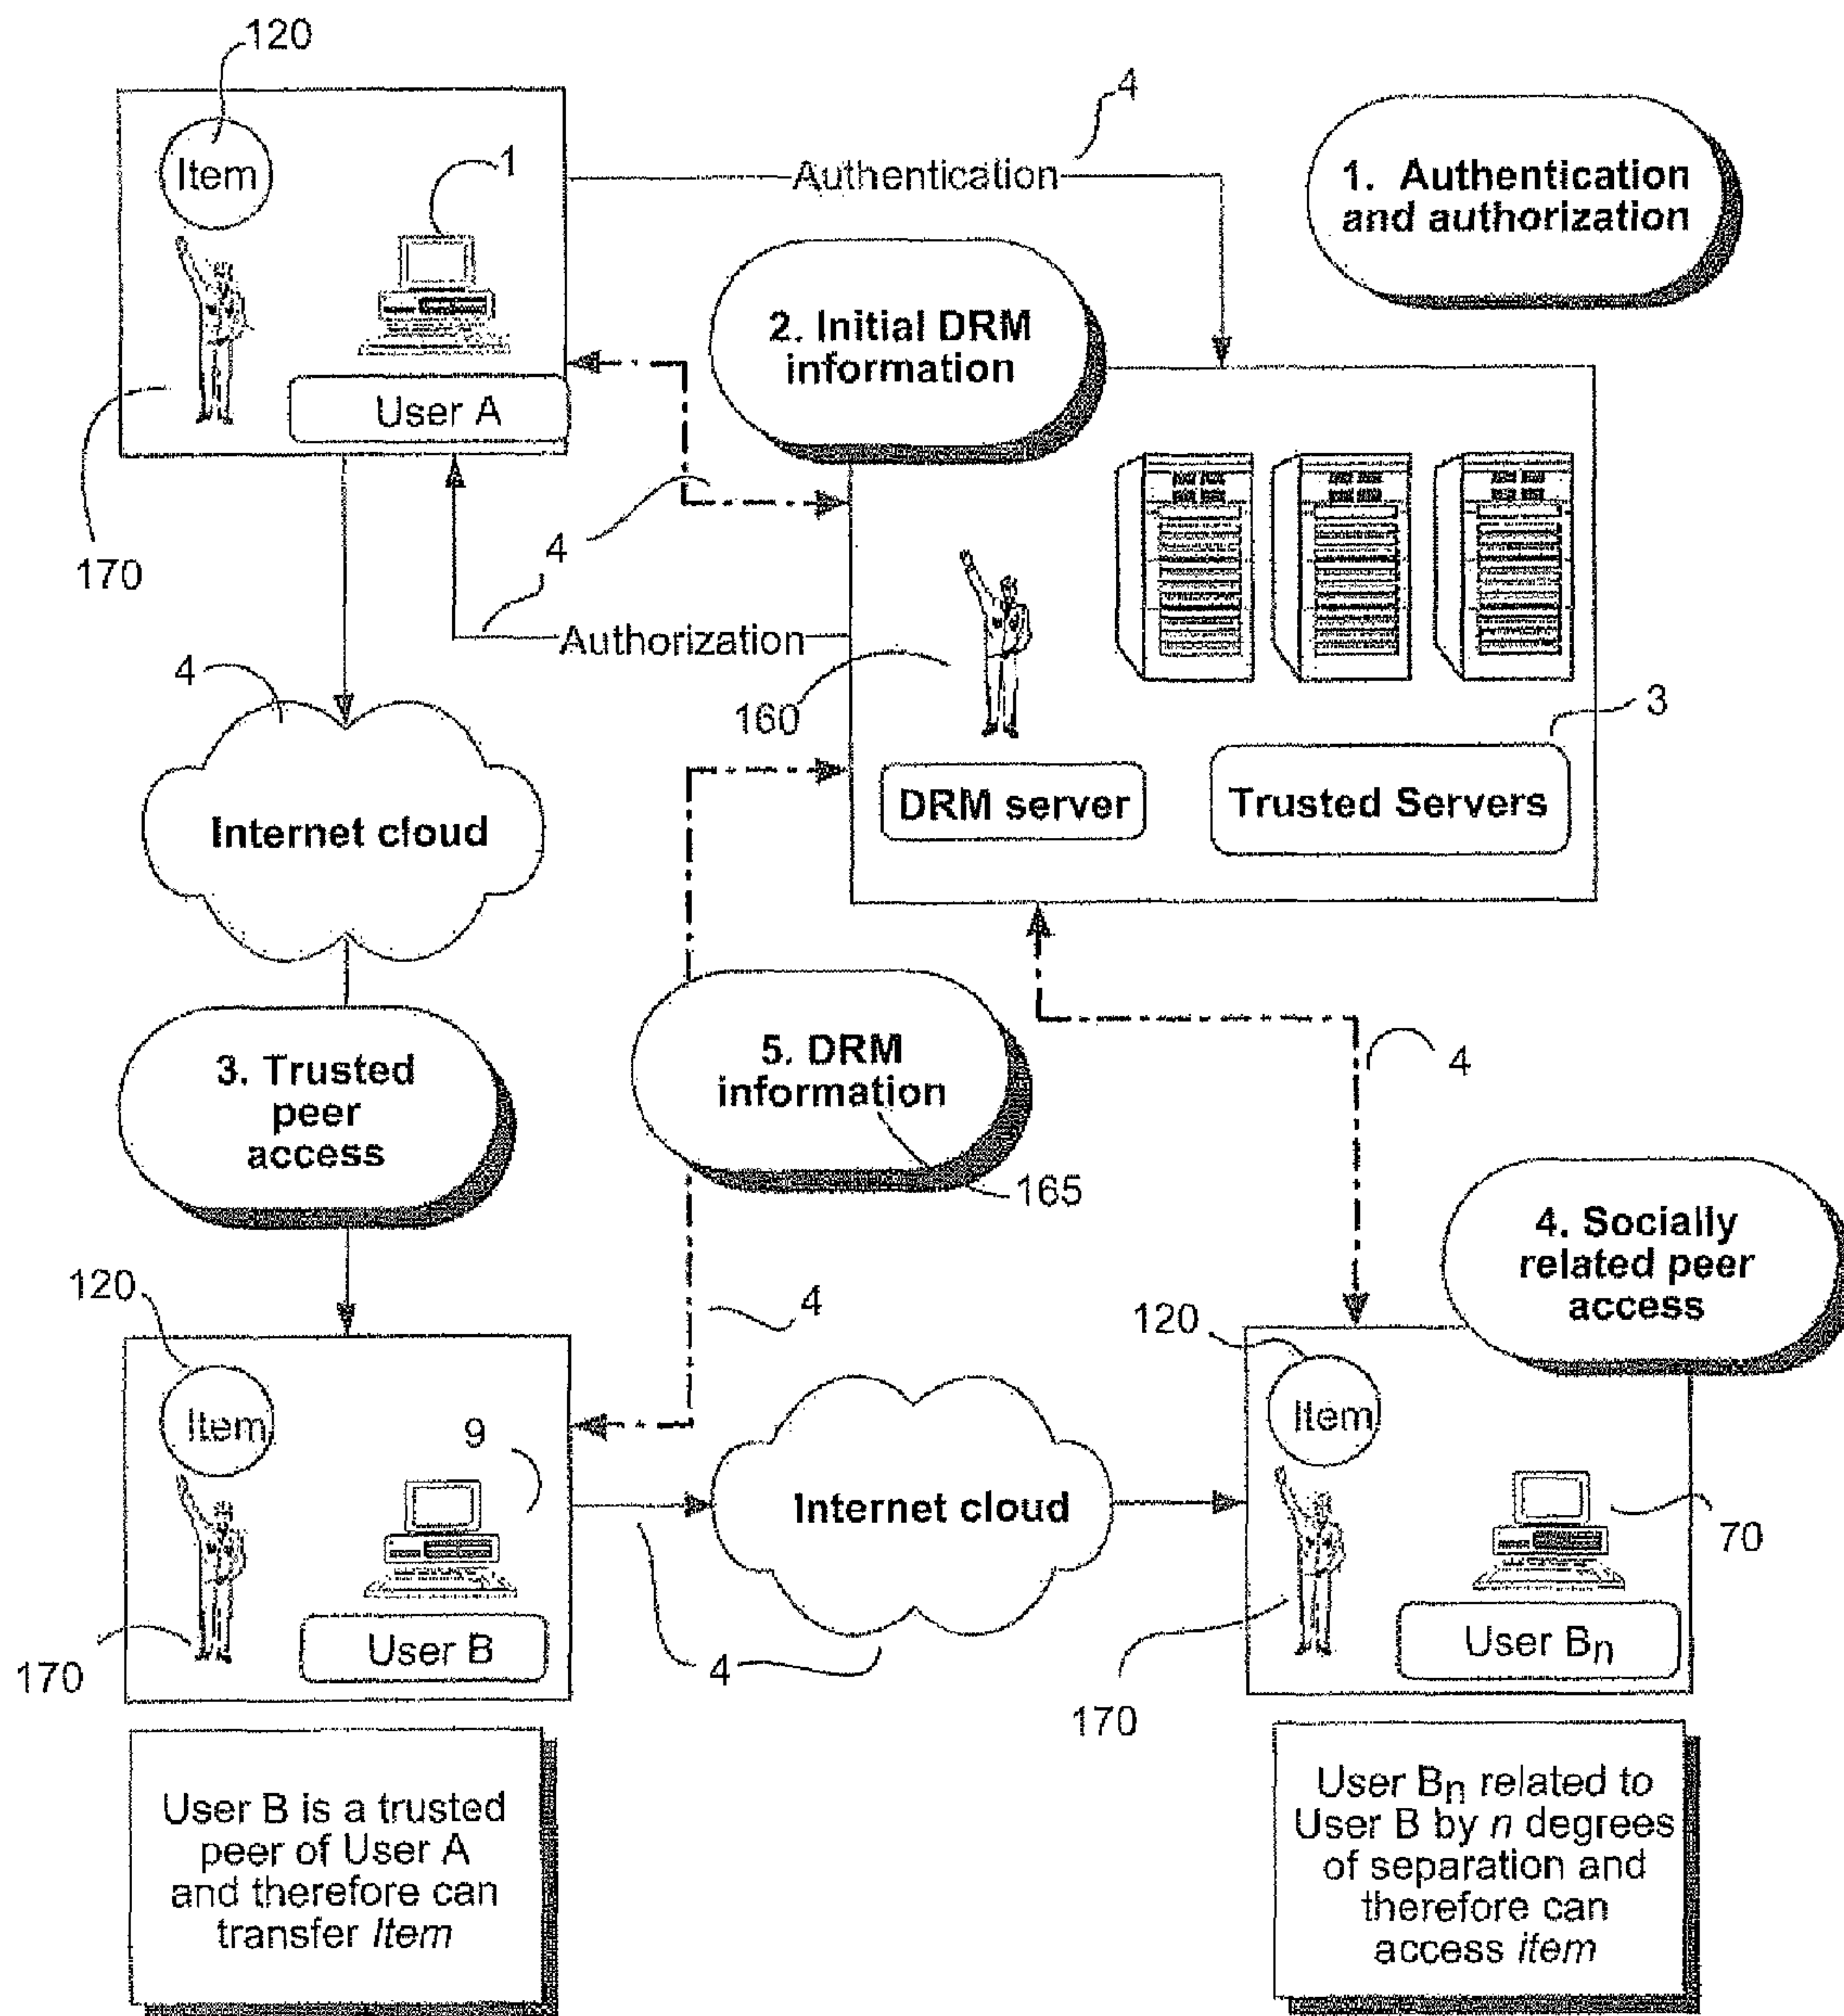 120
4
Item
1
Authentication
1. Authentication
and authorization
2. Initial DRM
information
User A
4
170
4
Authorization
4
160
3
Internet cloud
DRM server
Trusted Servers
3. Trusted
peer
access
5. DRM
information
165
4
4. Socially
related peer
access
120
4
120
Item
9
Item
Internet cloud
70
User B
User Bn
170
4
170
User B is a trusted
peer of User A
and therefore can
transfer Item
User Bn related to
User B by n degrees
of separation and
therefore can
access item